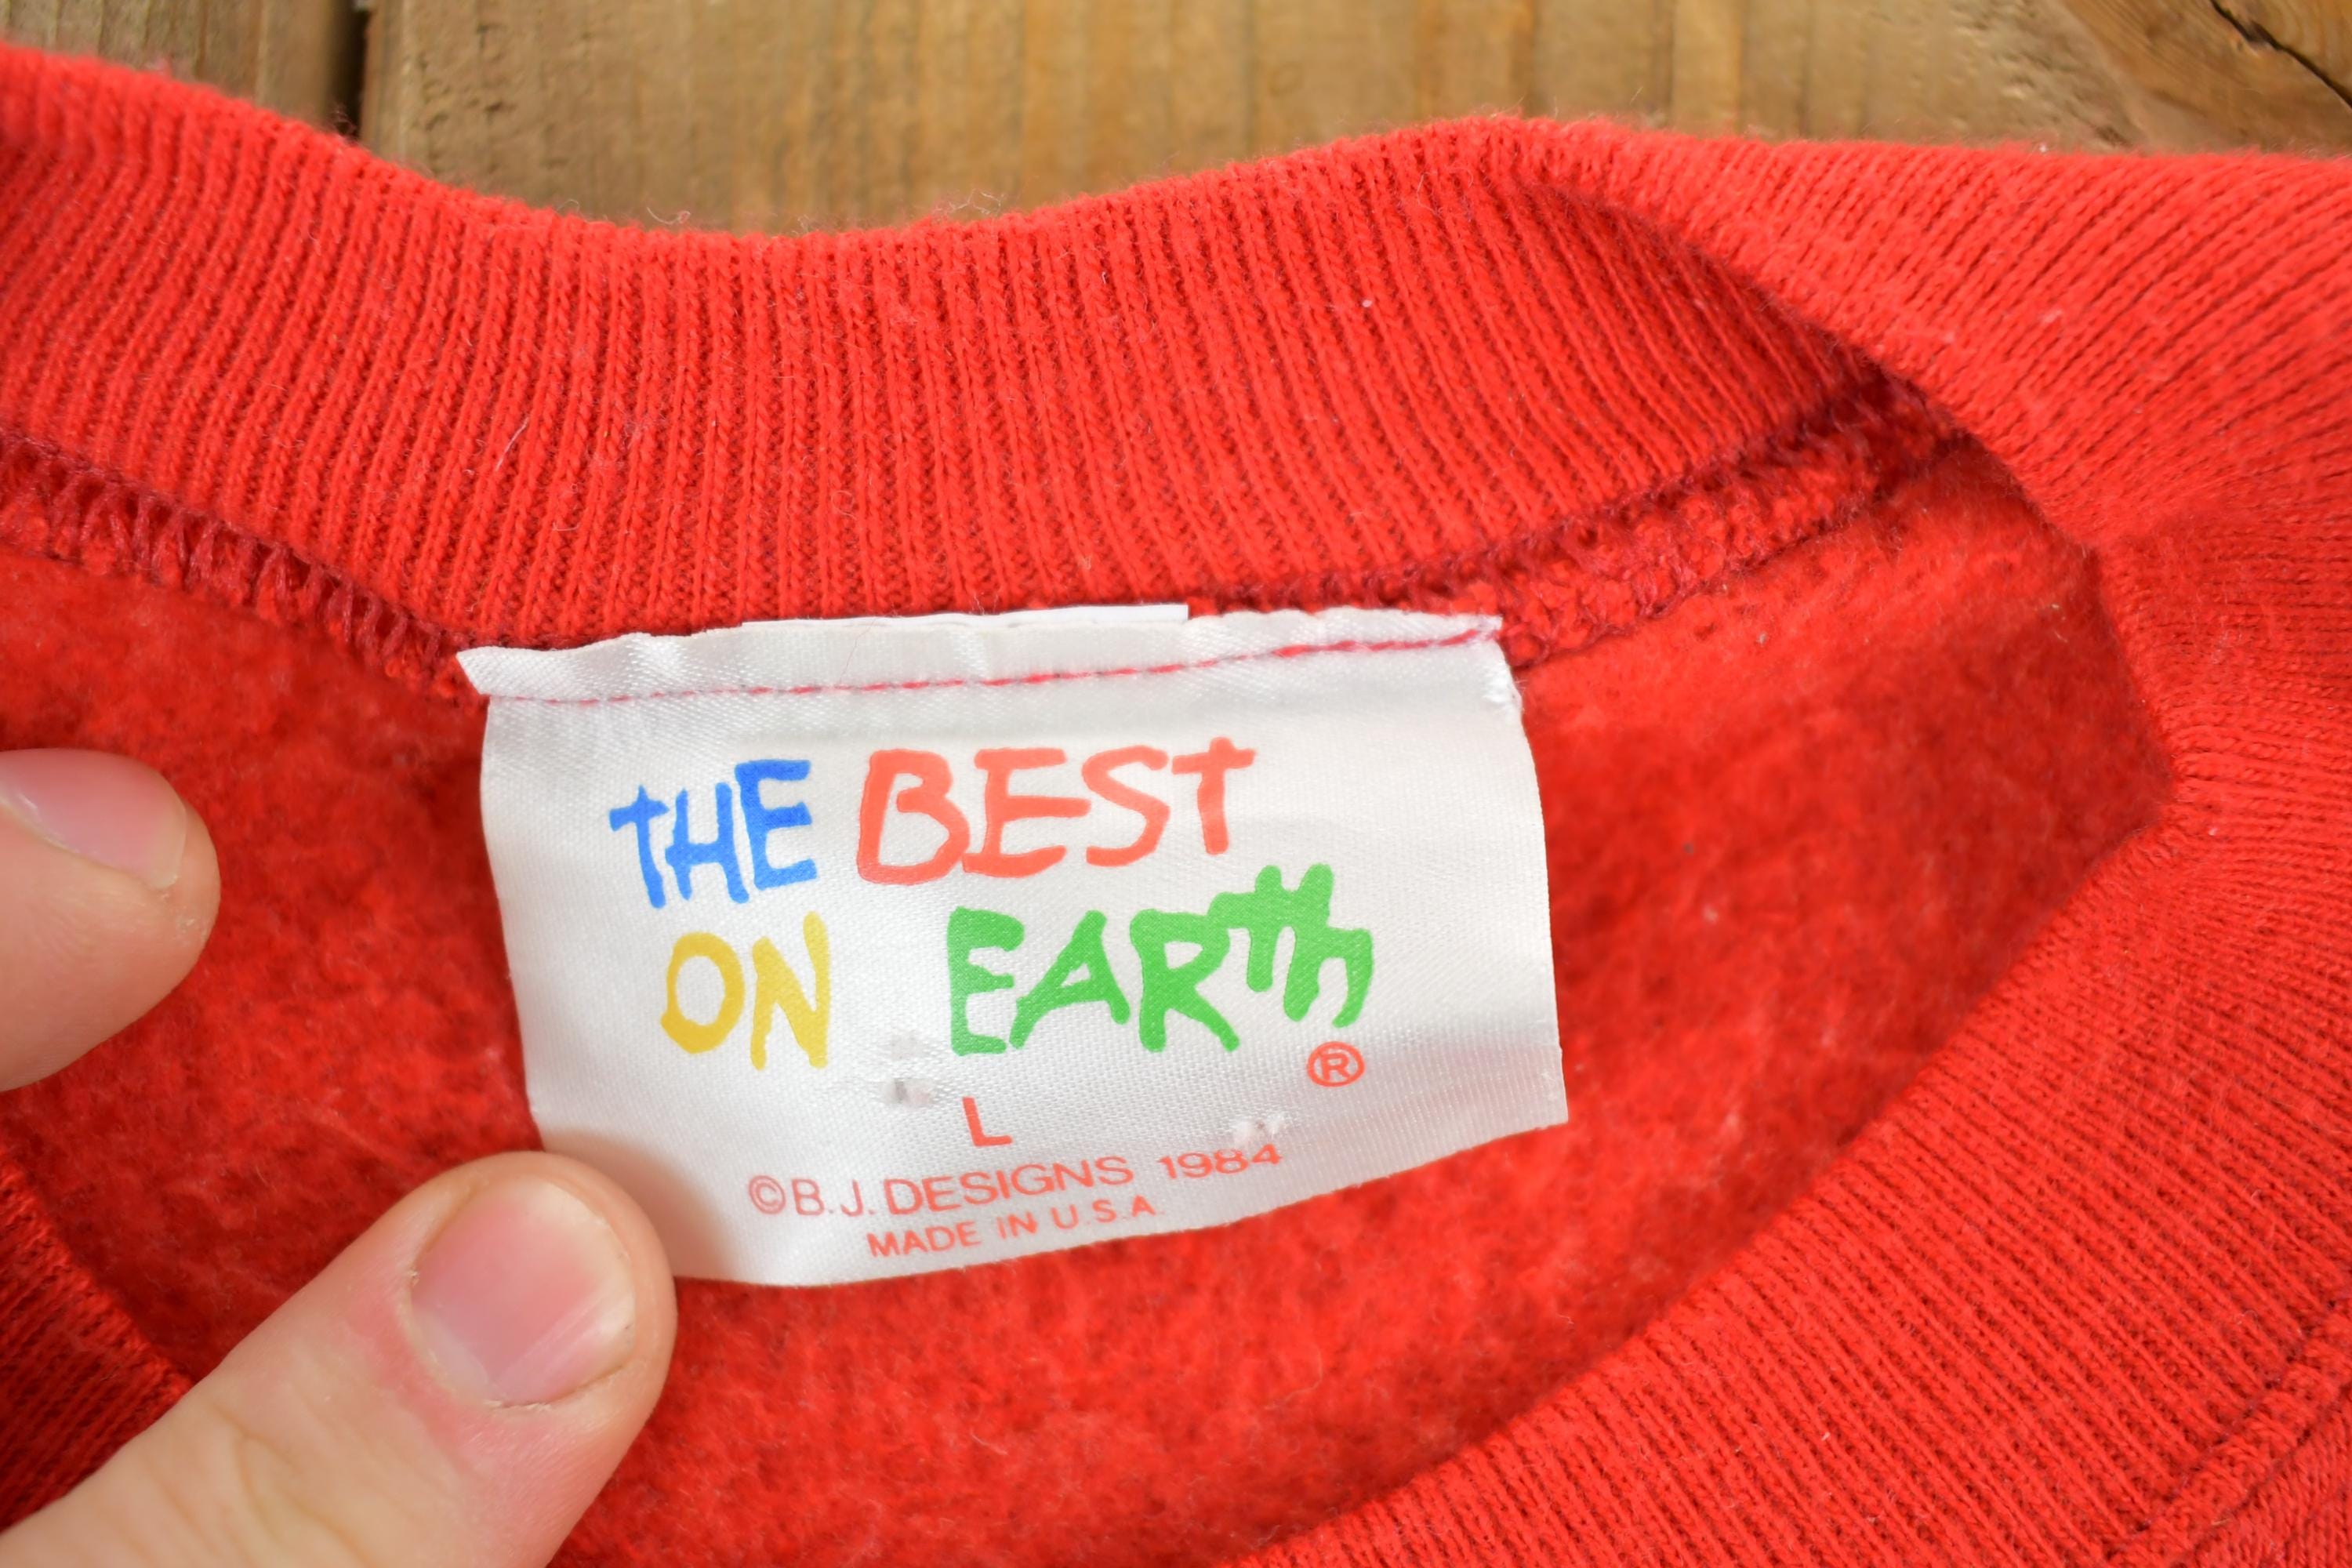 THE BEST
ON EARth
®
L
©B.J. DESIGNS 1984
MADE IN U.S.A.